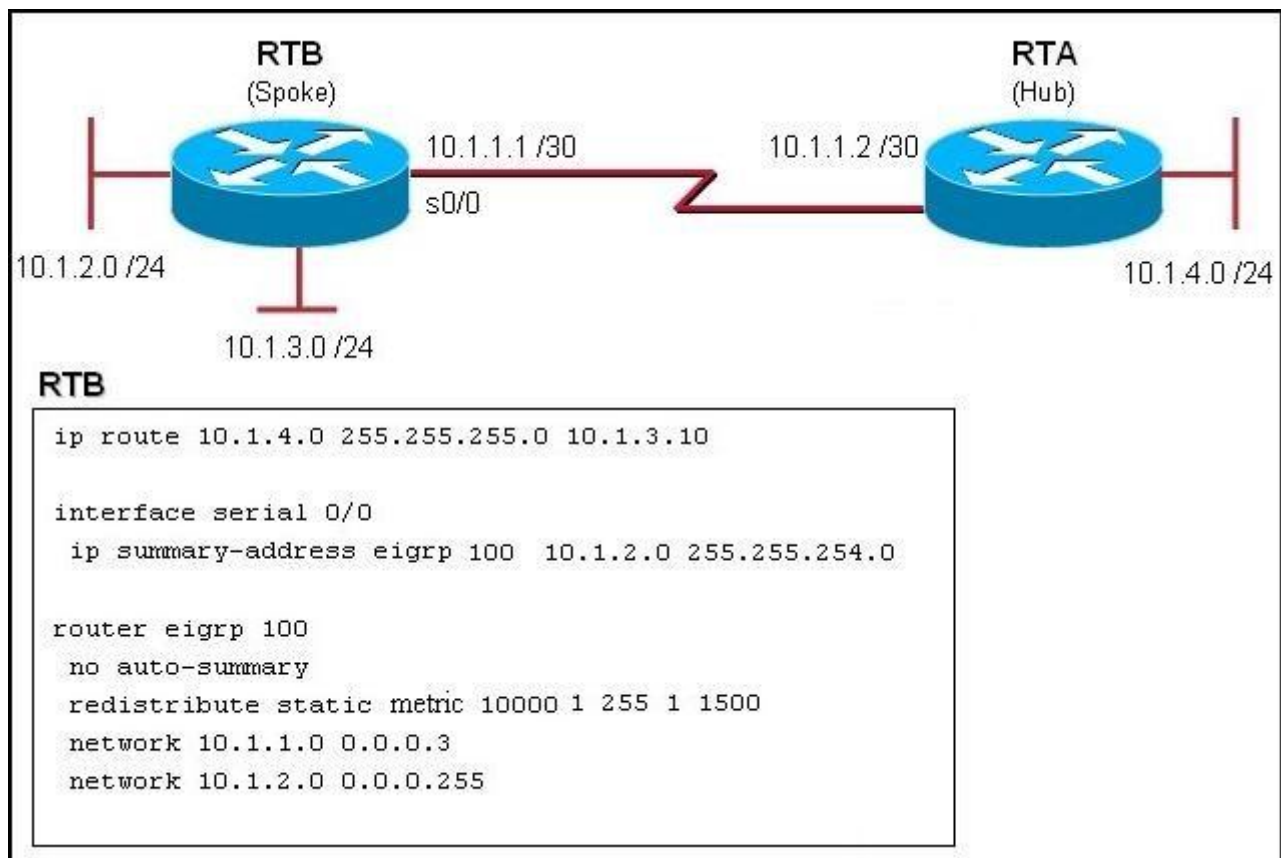 RTB
(Spoke)
RTA
(Hub)
10.1.1.1 /30
10.1.1.2 /30
s0/0
10.1.2.0 /24
10.1.4.0 /24
10.1.3.0 /24
RTB
ip route 10.1.4.0 255.255.255.0 10.1.3.10
interface serial 0/0
ip summary-address eigrp 100 10.1.2.0 255.255.254.0
router eigrp 100
no auto-summary
redistribute static metric 10000 1 255 1 1500
network 10.1.1.0 0.0.0.3
network 10.1.2.0 0.0.0.255